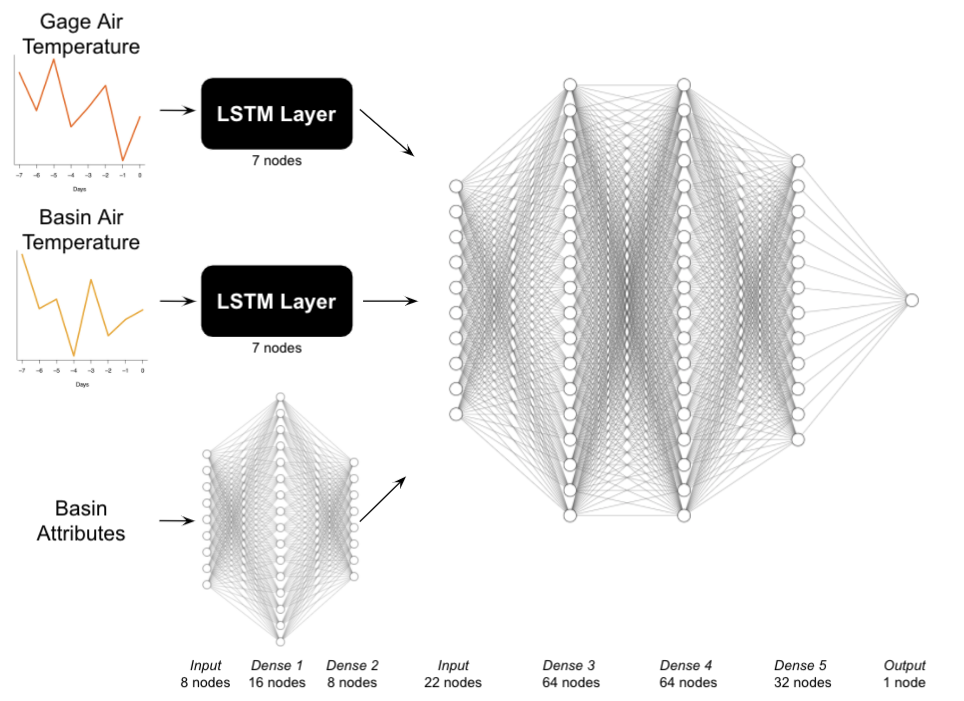 Gage Air
Temperature
−7 −6 −5 −4 −3 −2 −1 0
Days
LSTM Layer
7 nodes
Basin Air
Temperature
−7 −6 −5 −4 −3 −2 −1 0
Days
LSTM Layer
7 nodes
Basin
Attributes
Input Dense 1 Dense 2 Input Dense 3 Dense 4 Dense 5 Output
8 nodes 16 nodes 8 nodes 22 nodes 64 nodes 64 nodes 32 nodes 1 node